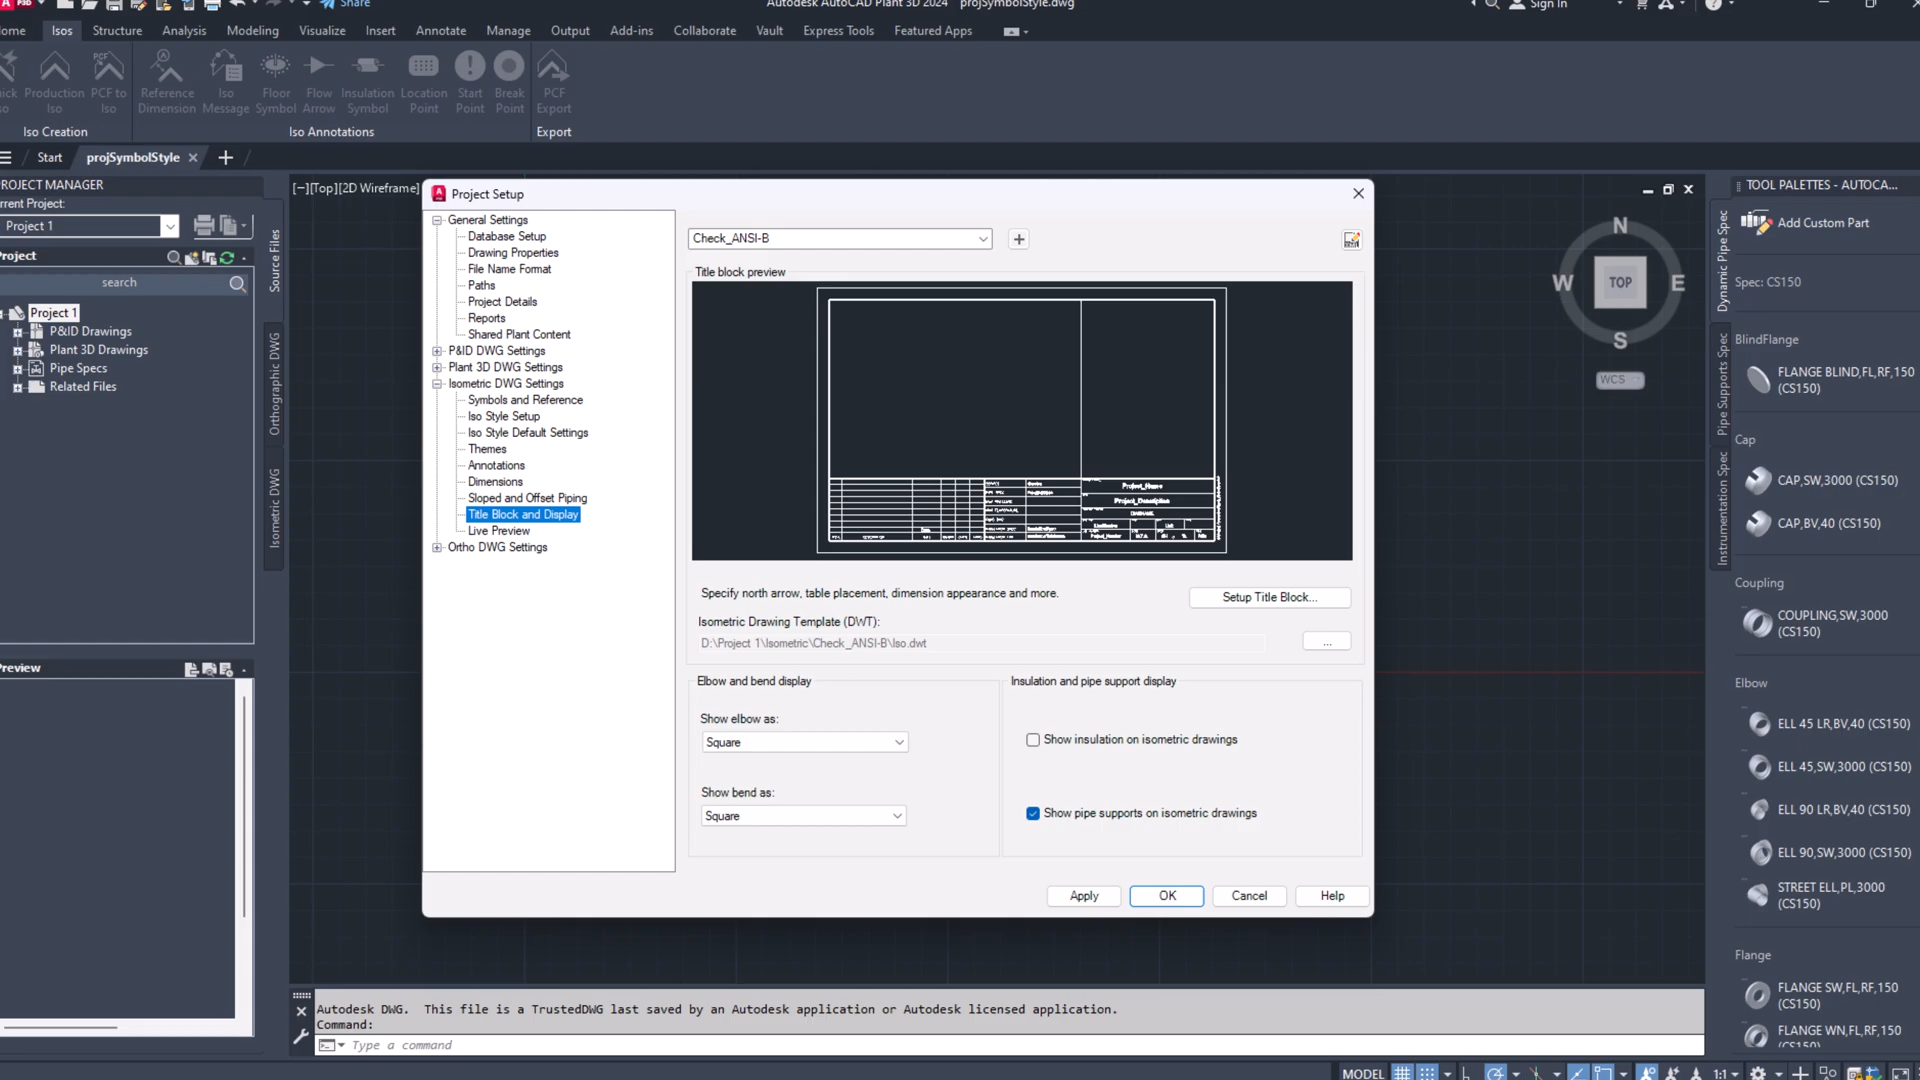 Share
Autodesk AutoCAD Plant 3D 2024 projSymbolStyle.dwg
Sign In
Isos Structure Analysis Modeling Visualize Insert Annotate Manage Output Add-ins Collaborate Vault Express Tools Featured Apps
Production Iso
PCF to Iso
Reference Dimension
Iso Message
Floor Symbol
Flow Arrow
Insulation Symbol
Location Point
Start Point
Break Point
PCF Export
Iso Creation
Iso Annotations
Export
Start
projSymbolStyle
PROJECT MANAGER
Current Project:
Project 1
Project
search
Project 1
P&ID Drawings
Plant 3D Drawings
Pipe Specs
Related Files
Source Files
Orthographic DWG
Isometric DWG
Preview
[−][Top][2D Wireframe]
Project Setup
General Settings
Database Setup
Drawing Properties
File Name Format
Paths
Project Details
Reports
Shared Plant Content
P&ID DWG Settings
Plant 3D DWG Settings
Isometric DWG Settings
Symbols and Reference
Iso Style Setup
Iso Style Default Settings
Themes
Annotations
Dimensions
Sloped and Offset Piping
Title Block and Display
Live Preview
Ortho DWG Settings
Check_ANSI-B
Title block preview
Project_Name
Project_Description
Project_Number
Specify north arrow, table placement, dimension appearance and more.
Setup Title Block...
Isometric Drawing Template (DWT):
D:\Project 1\Isometric\Check_ANSI-B\Iso.dwt
...
Elbow and bend display
Show elbow as:
Square
Show bend as:
Square
Insulation and pipe support display
Show insulation on isometric drawings
Show pipe supports on isometric drawings
Apply
OK
Cancel
Help
N
W
TOP
E
S
WCS
TOOL PALETTES - AUTOCA...
Dynamic Pipe Spec
Pipe Supports Spec
Instrumentation Spec
Add Custom Part
Spec: CS150
BlindFlange
FLANGE BLIND,FL,RF,150
(CS150)
Cap
CAP,SW,3000 (CS150)
CAP,BV,40 (CS150)
Coupling
COUPLING,SW,3000
(CS150)
Elbow
ELL 45 LR,BV,40 (CS150)
ELL 45,SW,3000 (CS150)
ELL 90 LR,BV,40 (CS150)
ELL 90,SW,3000 (CS150)
STREET ELL,PL,3000
(CS150)
Flange
FLANGE SW,FL,RF,150
(CS150)
FLANGE WN,FL,RF,150
(CS150)
Autodesk DWG.  This file is a TrustedDWG last saved by an Autodesk application or Autodesk licensed application.
Command:
Type a command
MODEL
1:1